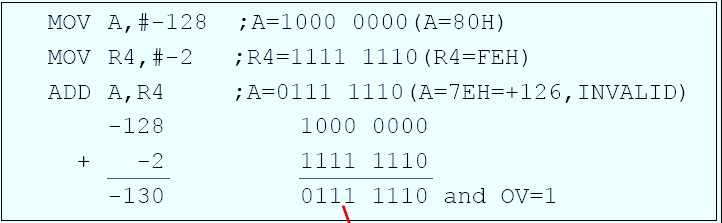 MOV A,#-128 ;A=1000 0000(A=80H)
MOV R4,#-2 ;R4=1111 1110(R4=FEH)
ADD A,R4 ;A=0111 1110(A=7EH=+126,INVALID)
-128 1000 0000
+ -2 1111 1110
-130 0111 1110 and OV=1